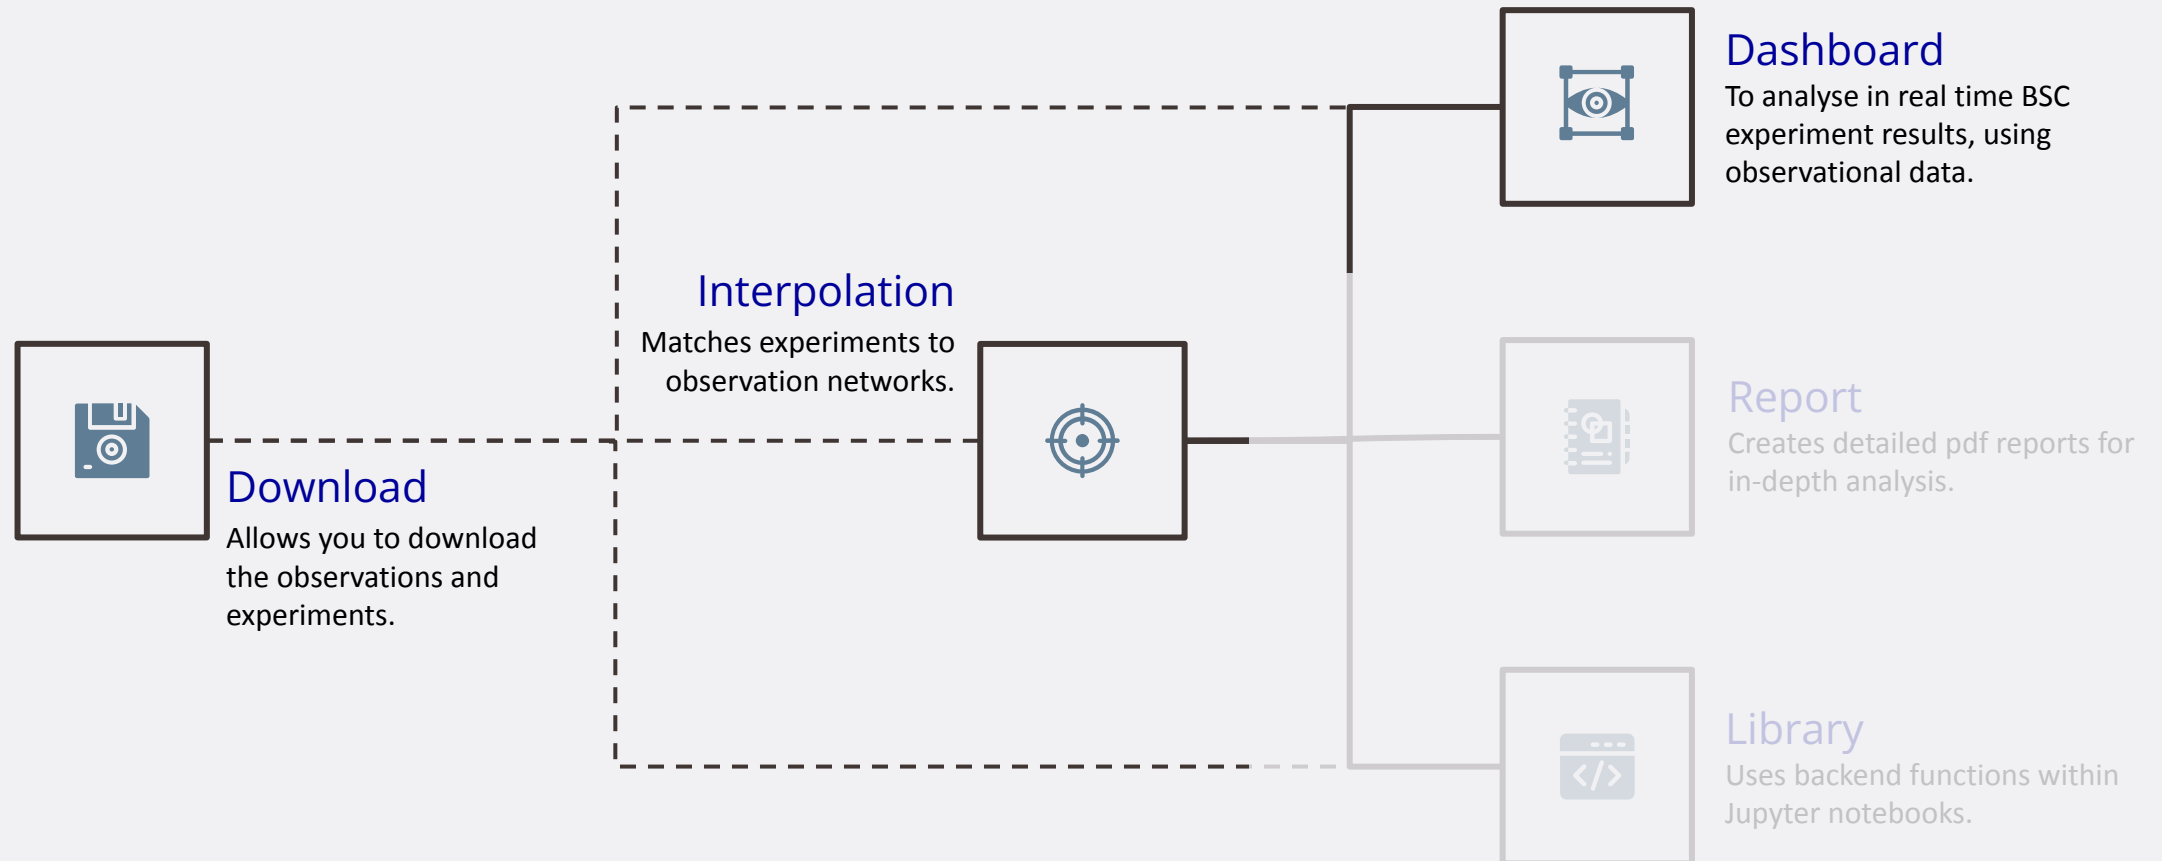 Download
Allows you to download
the observations and
experiments.
Interpolation
Matches experiments to
observation networks.
Dashboard
To analyse in real time BSC
experiment results, using
observational data.
Report
Creates detailed pdf reports for
in-depth analysis.
Library
Uses backend functions within
Jupyter notebooks.